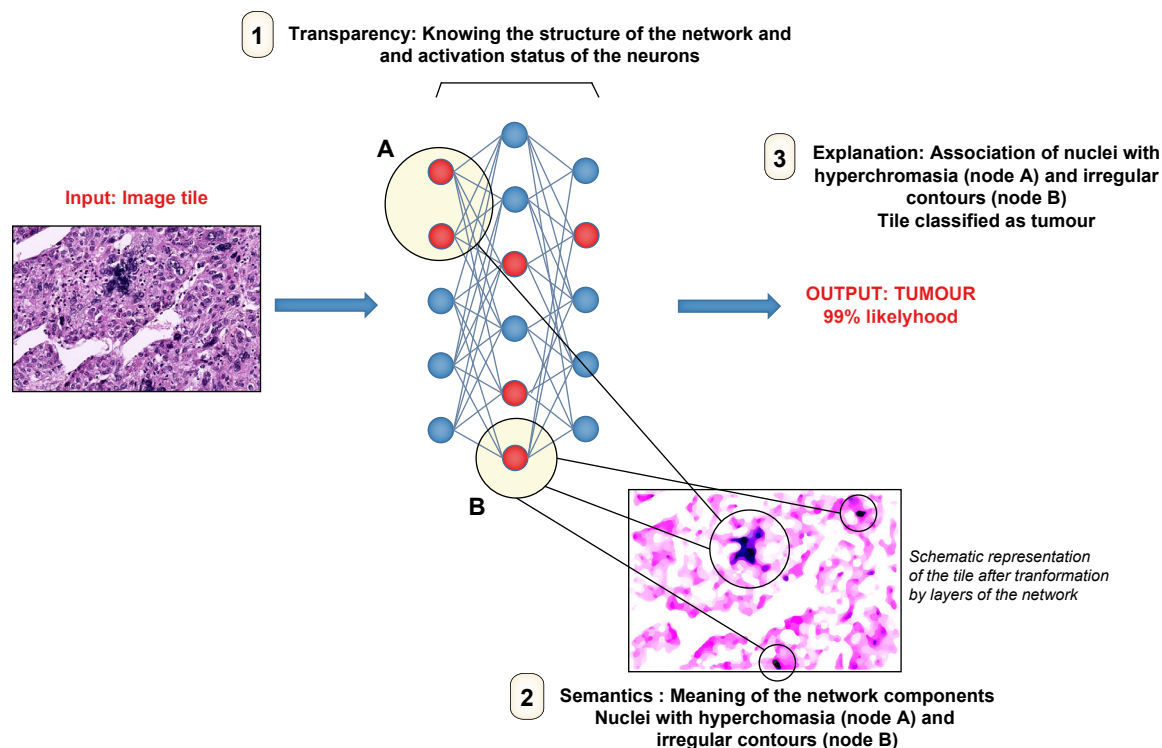 1
Transparency: Knowing the structure of the network and
and activation status of the neurons
A
3
Explanation: Association of nuclei with
hyperchromasia (node A) and irregular
contours (node B)
Tile classified as tumour
Input: Image tile
OUTPUT: TUMOUR
99% likelyhood
B
Schematic representation
of the tile after tranformation
by layers of the network
2
Semantics : Meaning of the network components
Nuclei with hyperchomasia (node A) and
irregular contours (node B)